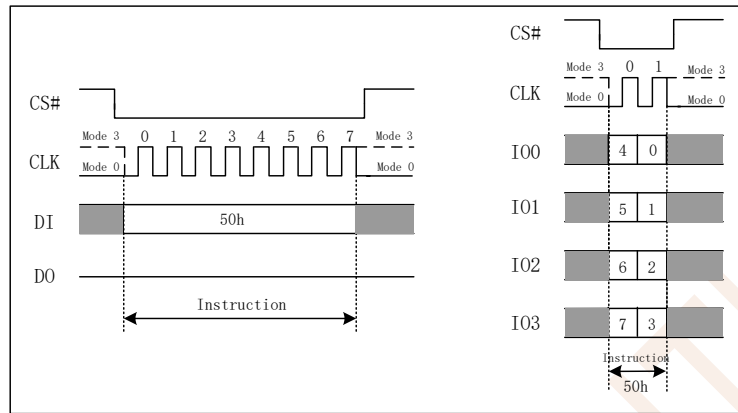 CS#
Mode 3 0 1 2 3 4 5 6 7 Mode 3
CLK
Mode 0 Mode 0
DI 50h
DO
Instruction
CS#
Mode 3 0 1 Mode 3
CLK Mode 0 Mode 0
IO0 4 0
IO1 5 1
IO2 6 2
IO3 7 3
Instruction
50h